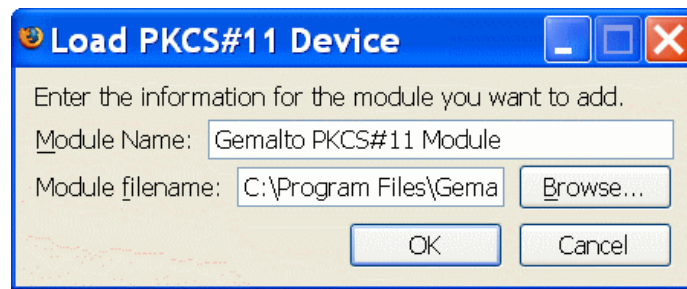 Load PKCS#11 Device
Enter the information for the module you want to add.
Module Name: Gemalto PKCS#11 Module
Module filename: C:\Program Files\Gema Browse...
OK Cancel